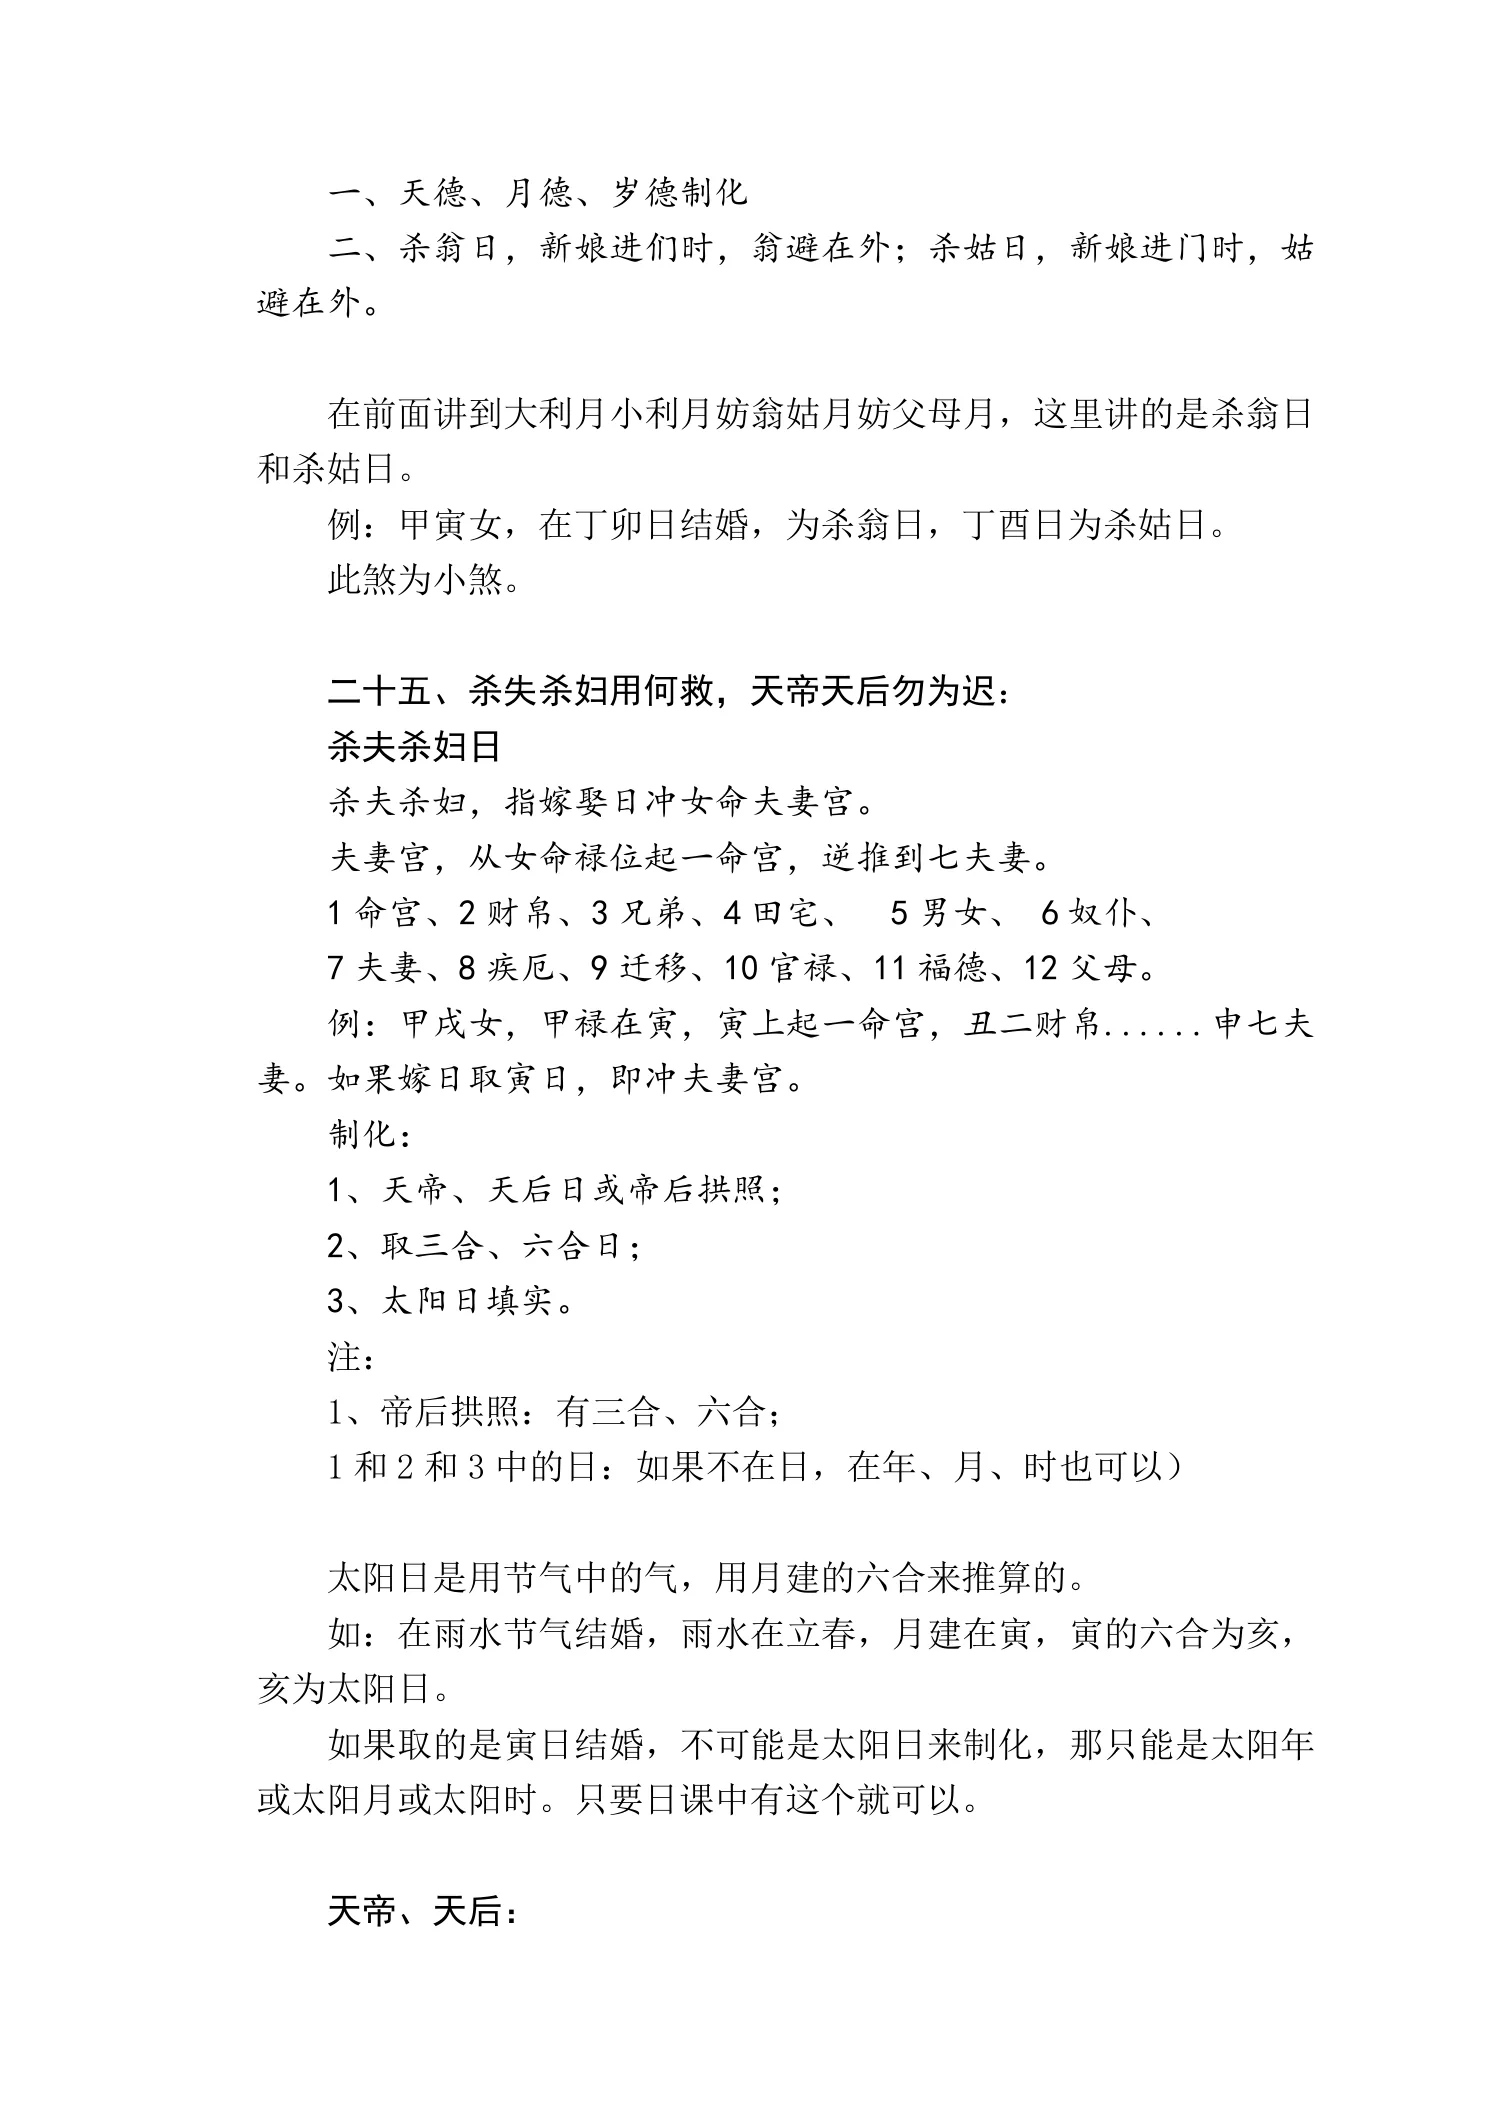 一、天德、月德、岁德制化
二、杀翁日，新娘进们时，翁避在外；杀姑日，新娘进门时，姑
避在外。
在前面讲到大利月小利月妨翁姑月妨父母月，这里讲的是杀翁日
和杀姑日。
例：甲寅女，在丁卯日结婚，为杀翁日，丁酉日为杀姑日。
此煞为小煞。
二十五、杀失杀妇用何救，天帝天后勿为迟：
杀夫杀妇日
杀夫杀妇，指嫁娶日冲女命夫妻宫。
夫妻宫，从女命禄位起一命宫，逆推到七夫妻。
1 命宫、2 财帛、3 兄弟、4 田宅、  5 男女、 6 奴仆、
7 夫妻、8 疾厄、9 迁移、10 官禄、11 福德、12 父母。
例：甲戌女，甲禄在寅，寅上起一命宫，丑二财帛......申七夫
妻。如果嫁日取寅日，即冲夫妻宫。
制化：
1、天帝、天后日或帝后拱照；
2、取三合、六合日；
3、太阳日填实。
注：
1、帝后拱照：有三合、六合；
1 和 2 和 3 中的日：如果不在日，在年、月、时也可以）
太阳日是用节气中的气，用月建的六合来推算的。
如：在雨水节气结婚，雨水在立春，月建在寅，寅的六合为亥，
亥为太阳日。
如果取的是寅日结婚，不可能是太阳日来制化，那只能是太阳年
或太阳月或太阳时。只要日课中有这个就可以。
天帝、天后：